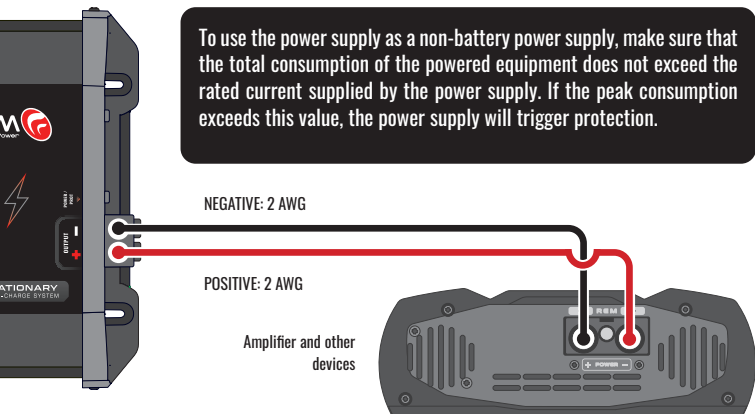 To use the power supply as a non-battery power supply, make sure that
the total consumption of the powered equipment does not exceed the
rated current supplied by the power supply. If the peak consumption
exceeds this value, the power supply will trigger protection.
M
Power
POWER /
PROT
OUTPUT
- +
NEGATIVE: 2 AWG
POSITIVE: 2 AWG
ATIONARY
-CHARGE SYSTEM
Amplifier and other
devices
REM
+ POWER -